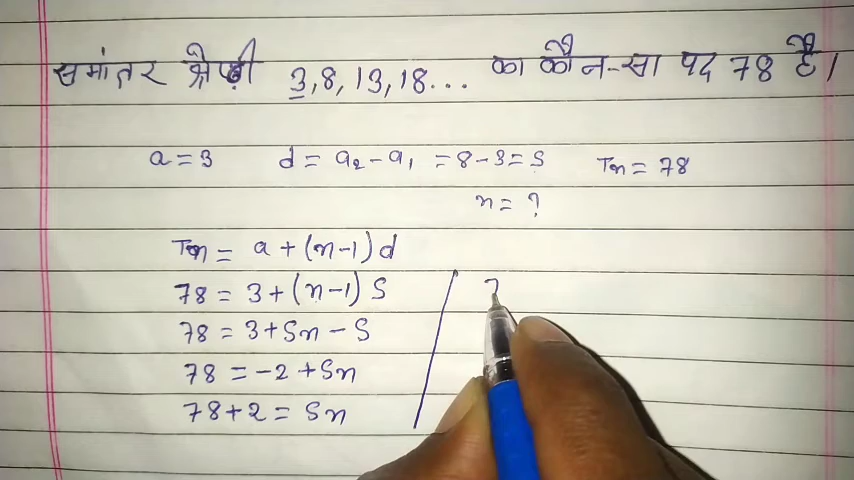 समांतर श्रेढ़ी 3, 8, 13, 18... का कौन-सा पद 78 है।
a = 3 d = a₂ - a₁ = 8 - 3 = 5 Tn = 78
n = ?
Tn = a + (n-1) d
78 = 3 + (n-1) 5
78 = 3 + 5n - 5
78 = -2 + 5n
78 + 2 = 5n